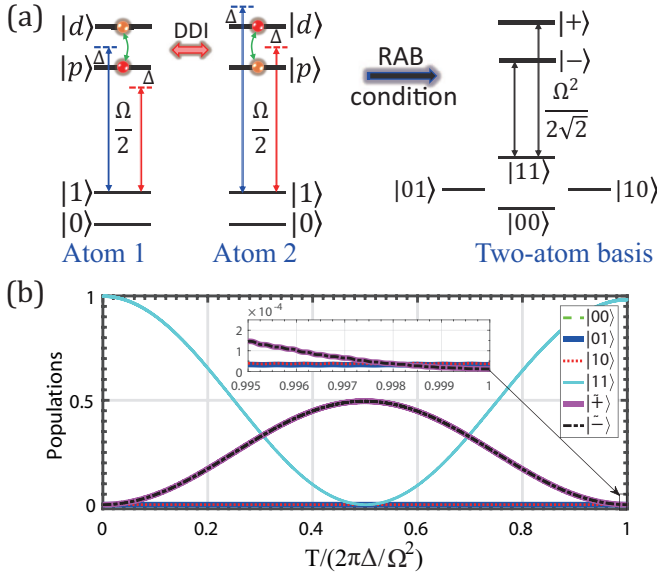 (a)
|d⟩ DDI |d⟩ RAB condition |+⟩
Δ Δ
|p⟩ Δ |p⟩ Δ |−⟩
Ω/2 Ω/2 Ω²/2√2
|1⟩ |1⟩ |01⟩ |11⟩ |10⟩
|0⟩ |0⟩ |00⟩
Atom 1 Atom 2 Two-atom basis
(b)
Populations
1
0.5
0
× 10⁻⁴
2
1
0
0.995 0.996 0.997 0.998 0.999 1
|00⟩
|01⟩
|10⟩
|11⟩
|+̃⟩
|−̃⟩
0 0.2 0.4 0.6 0.8 1
T/(2πΔ/Ω²)